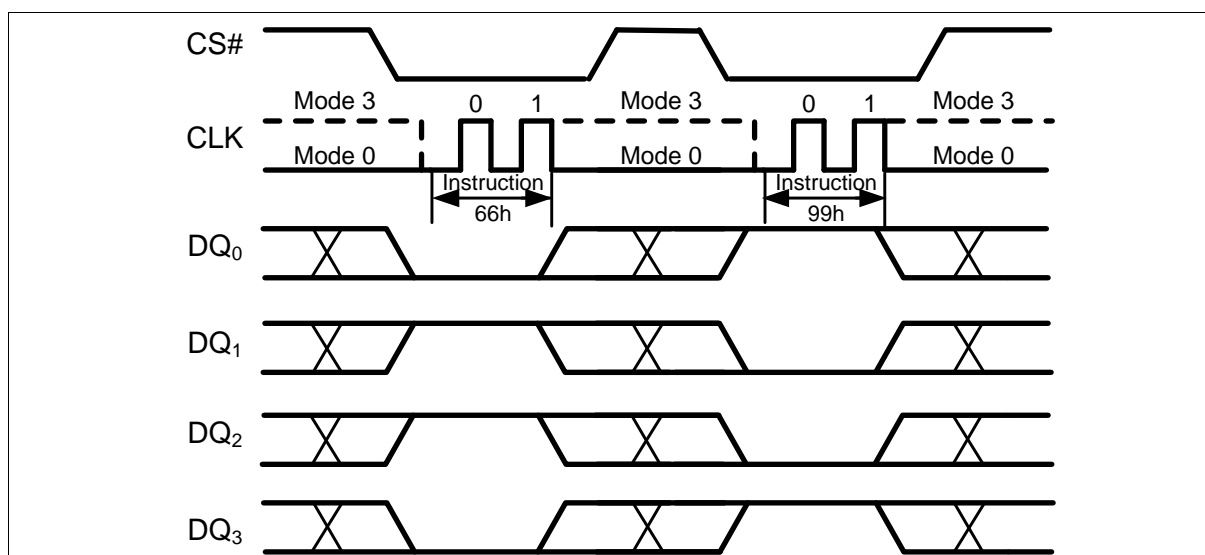 CS#
Mode 3 0 1 Mode 3 0 1 Mode 3
CLK
Mode 0 Mode 0 Mode 0
Instruction Instruction
66h 99h
DQ₀
DQ₁
DQ₂
DQ₃